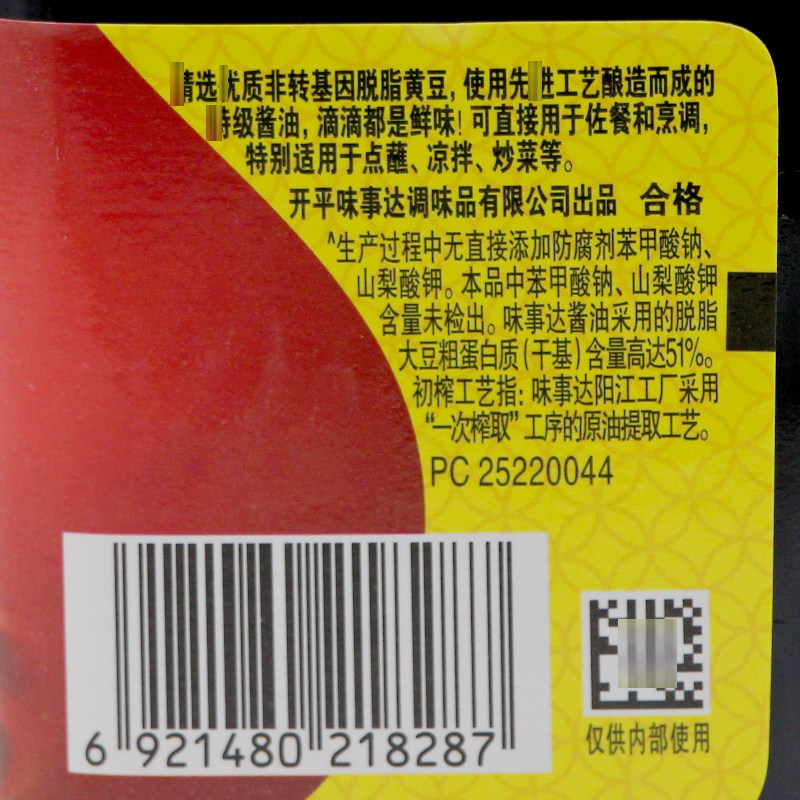 精选优质非转基因脱脂黄豆，使用先进工艺酿造而成的
特级酱油，滴滴都是鲜味！可直接用于佐餐和烹调，
特别适用于点蘸、凉拌、炒菜等。
开平味事达调味品有限公司出品 合格
^生产过程中无直接添加防腐剂苯甲酸钠、
山梨酸钾。本品中苯甲酸钠、山梨酸钾
含量未检出。味事达酱油采用的脱脂
大豆粗蛋白质(干基)含量高达51%。
初榨工艺指：味事达阳江工厂采用
“一次榨取”工序的原油提取工艺。
PC 25220044
6 921480 218287
仅供内部使用